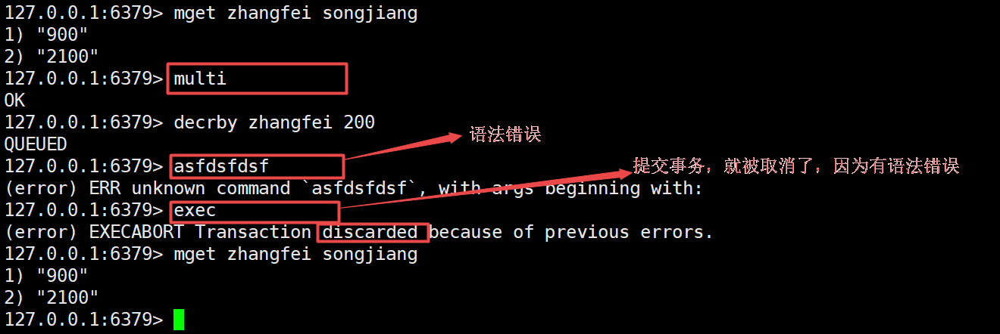 127.0.0.1:6379> mget zhangfei songjiang
1) "900"
2) "2100"
127.0.0.1:6379> multi
OK
127.0.0.1:6379> decrby zhangfei 200
QUEUED
语法错误
127.0.0.1:6379> asfdsfdsf
提交事务，就被取消了，因为有语法错误
(error) ERR unknown command `asfdsfdsf`, with args beginning with:
127.0.0.1:6379> exec
(error) EXECABORT Transaction discarded because of previous errors.
127.0.0.1:6379> mget zhangfei songjiang
1) "900"
2) "2100"
127.0.0.1:6379>